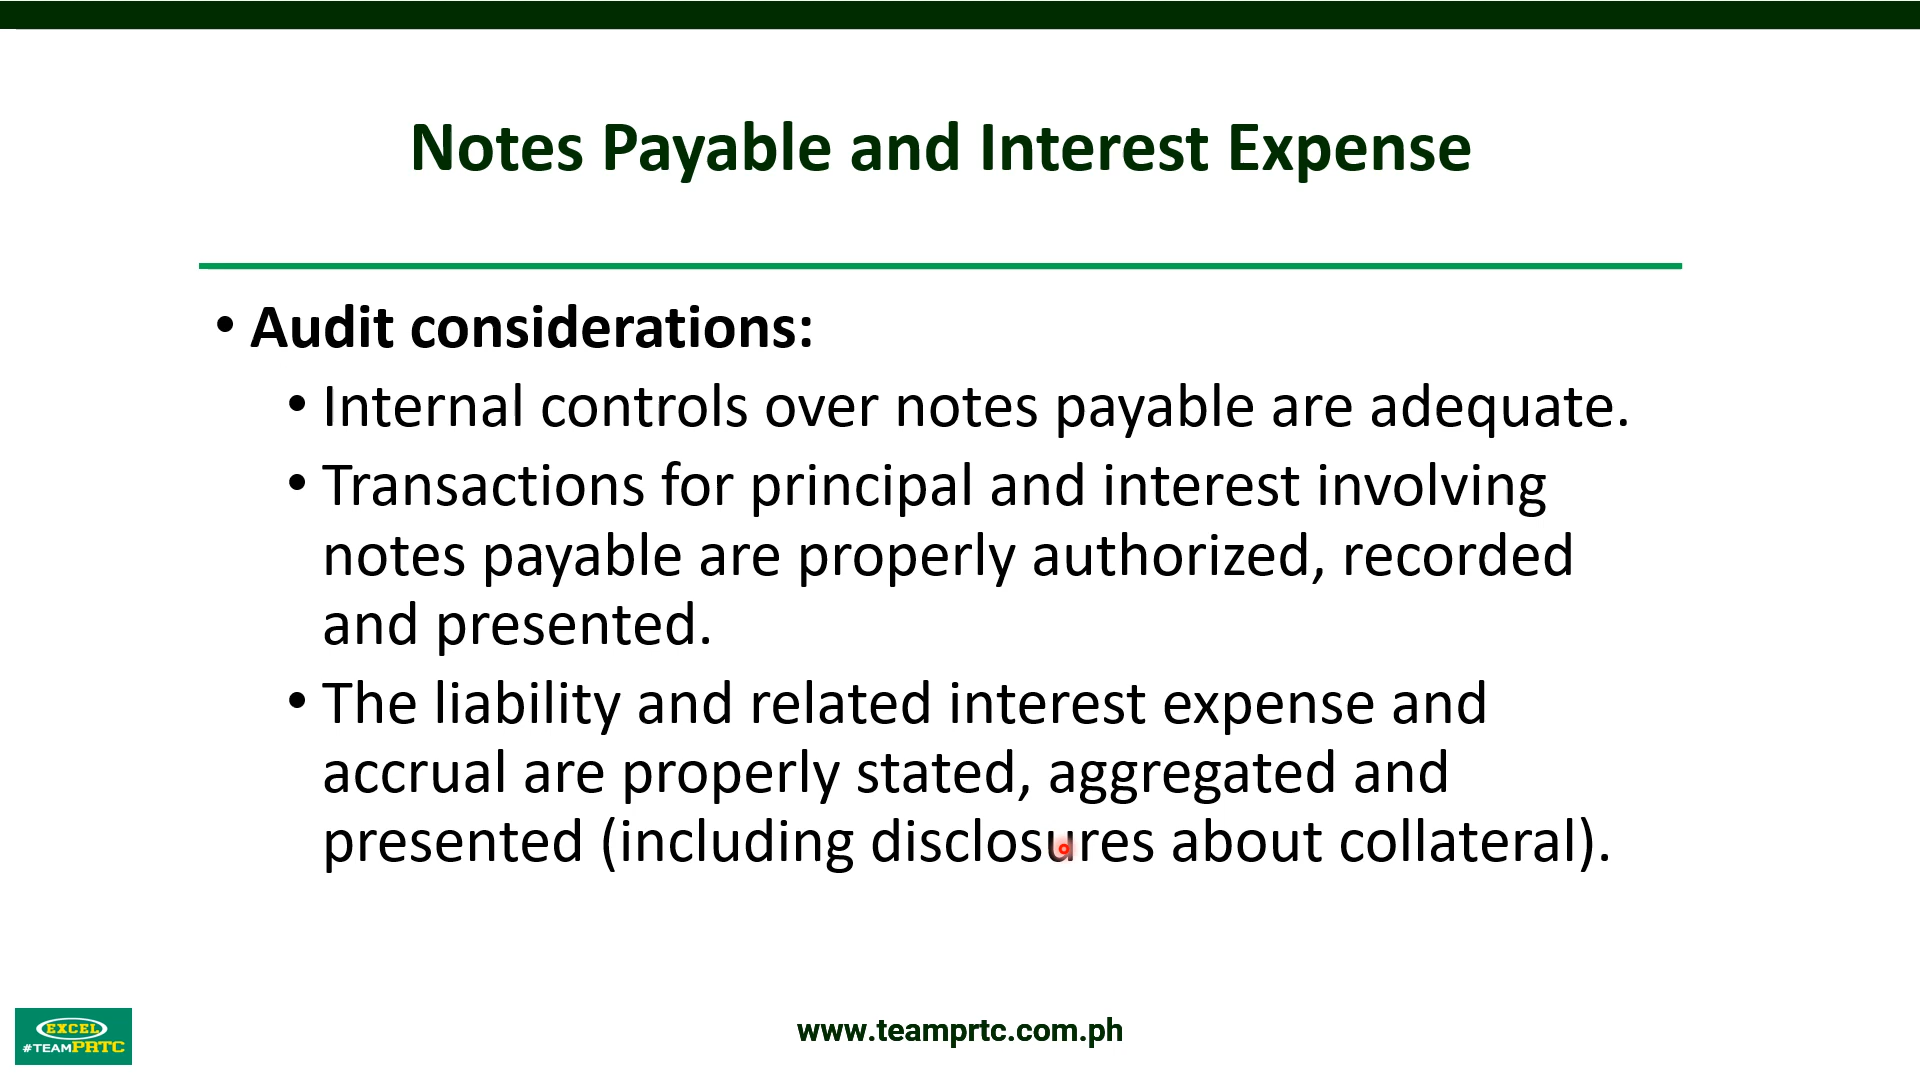 Notes Payable and Interest Expense
• Audit considerations:
• Internal controls over notes payable are adequate.
• Transactions for principal and interest involving
notes payable are properly authorized, recorded
and presented.
• The liability and related interest expense and
accrual are properly stated, aggregated and
presented (including disclosures about collateral).
EXCEL
#TEAMPRTC
www.teamprtc.com.ph